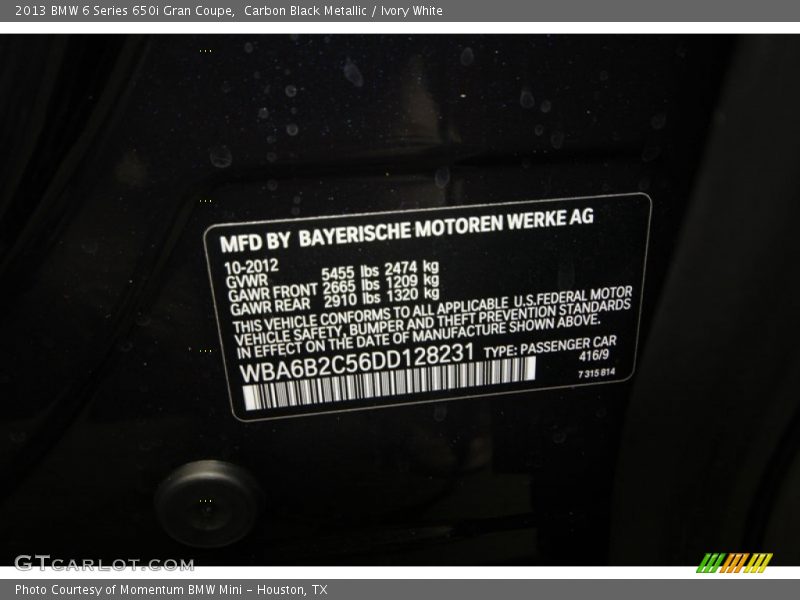 2013 BMW 6 Series 650i Gran Coupe,  Carbon Black Metallic / Ivory White
MFD BY BAYERISCHE MOTOREN WERKE AG
10-2012
GVWR 5455 lbs 2474 kg
GAWR FRONT 2665 lbs 1209 kg
GAWR REAR 2910 lbs 1320 kg
THIS VEHICLE CONFORMS TO ALL APPLICABLE U.S.FEDERAL MOTOR
VEHICLE SAFETY, BUMPER AND THEFT PREVENTION STANDARDS
IN EFFECT ON THE DATE OF MANUFACTURE SHOWN ABOVE.
WBA6B2C56DD128231 TYPE: PASSENGER CAR
416/9
7 315 814
GTcarlot.com
Photo Courtesy of Momentum BMW Mini - Houston, TX